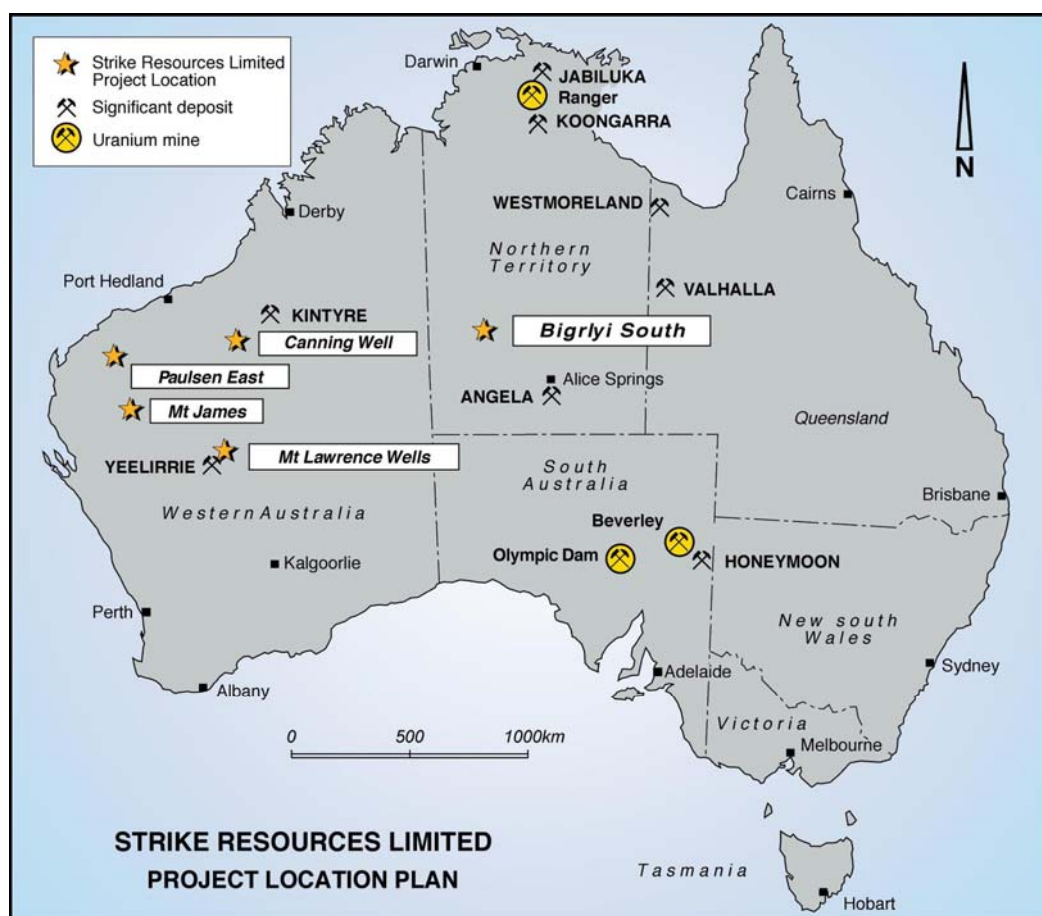 Strike Resources Limited
Project Location
Significant deposit
Uranium mine
Darwin
JABILUKA
Ranger
KOONGARRA
N
WESTMORELAND
Cairns
Derby
Northern
Territory
Port Hedland
VALHALLA
KINTYRE
Bigrlyi South
Canning Well
Paulsen East
Alice Springs
ANGELA
Mt James
Queensland
Mt Lawrence Wells
YEELIRRIE
South
Australia
Western Australia
Brisbane
Beverley
Olympic Dam
HONEYMOON
Kalgoorlie
Perth
New south
Wales
Sydney
Adelaide
Albany
Victoria
0 500 1000km
Melbourne
STRIKE RESOURCES LIMITED
PROJECT LOCATION PLAN
Tasmania
Hobart